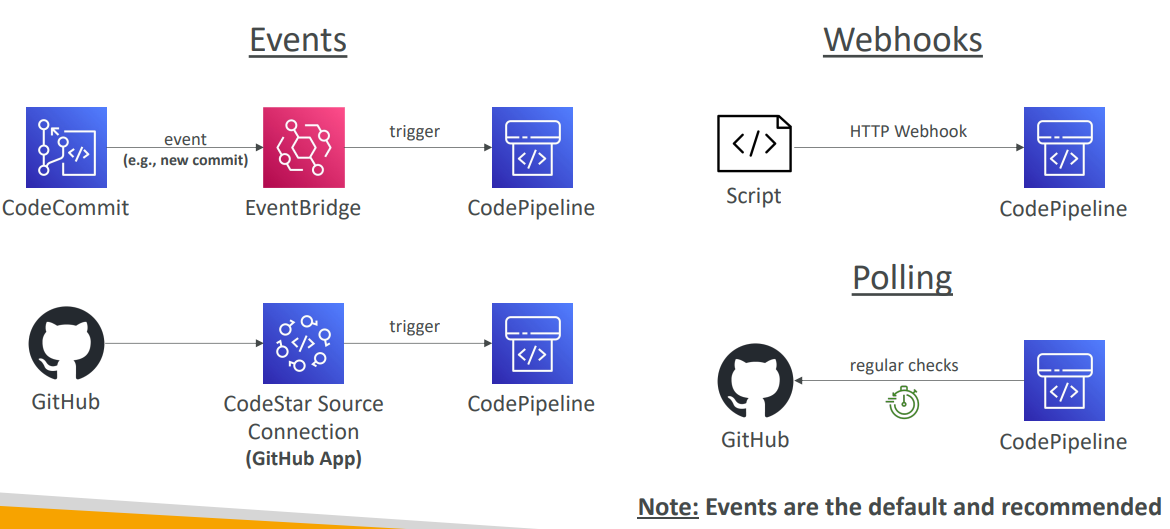 Events
event
(e.g., new commit)
trigger
CodeCommit
EventBridge
CodePipeline
GitHub
trigger
CodeStar Source
Connection
(GitHub App)
CodePipeline
Webhooks
HTTP Webhook
Script
CodePipeline
Polling
regular checks
GitHub
CodePipeline
Note: Events are the default and recommended